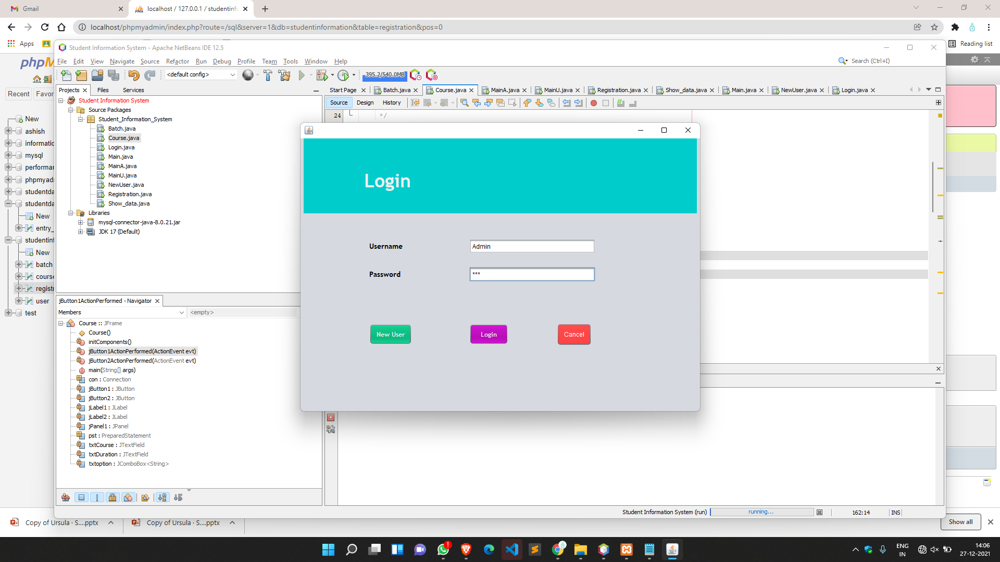 Gmail
localhost / 127.0.0.1 / studentinfo
localhost/phpmyadmin/index.php?route=/sql&server=1&db=studentinformation&table=registration&pos=0
Apps
Reading list
Student Information System - Apache NetBeans IDE 12.5
File Edit View Navigate Source Refactor Run Debug Profile Team Tools Window Help
Search (Ctrl+I)
<default config>
395.2/540.0MB
phpM
Recent Favor
New
ashish
informatic
mysql
performar
phpmyad
studentda
studentda
New
entry_
studentinf
New
batch
course
registr
user
test
Projects Files Services
Student Information System
Source Packages
Student_Information_System
Batch.java
Course.java
Login.java
Main.java
MainA.java
MainU.java
NewUser.java
Registration.java
Show_data.java
Libraries
mysql-connector-java-8.0.21.jar
JDK 17 (Default)
Start Page Batch.java Course.java MainA.java MainU.java Registration.java Show_data.java Main.java NewUser.java Login.java
Source Design History
24 */
Login
Username Admin
Password ***
New User Login Cancel
jButton1ActionPerformed - Navigator
Members <empty>
Course :: JFrame
Course()
initComponents()
jButton1ActionPerformed(ActionEvent evt)
jButton2ActionPerformed(ActionEvent evt)
main(String[] args)
con : Connection
jButton1 : JButton
jButton2 : JButton
jLabel1 : JLabel
jLabel2 : JLabel
jPanel1 : JPanel
pst : PreparedStatement
txtCourse : JTextField
txtDuration : JTextField
txtoption : JComboBox<String>
Student Information System (run) running... 162:14 INS
Copy of Ursula · S....pptx Copy of Ursula · S....pptx Show all
ENG
IN
14:06
27-12-2021